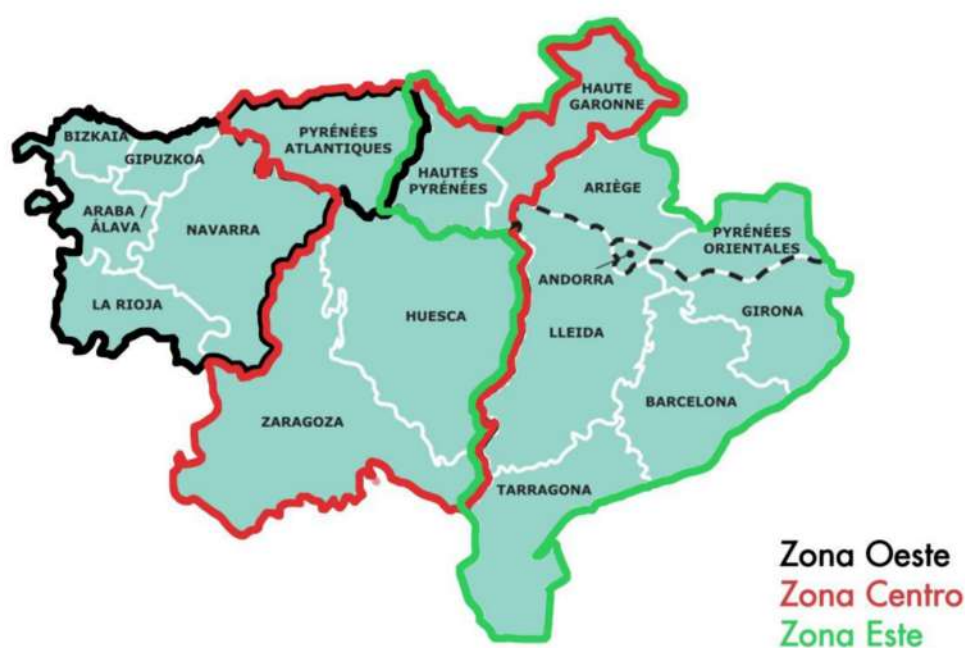 HAUTE
GARONNE
BIZKAIA
GIPUZKOA
PYRÉNÉES
ATLANTIQUES
HAUTES
PYRÉNÉES
ARIÈGE
ARABA /
ÁLAVA
NAVARRA
PYRÉNÉES
ORIENTALES
ANDORRA
LA RIOJA
HUESCA
LLEIDA
GIRONA
BARCELONA
ZARAGOZA
TARRAGONA
Zona Oeste
Zona Centro
Zona Este